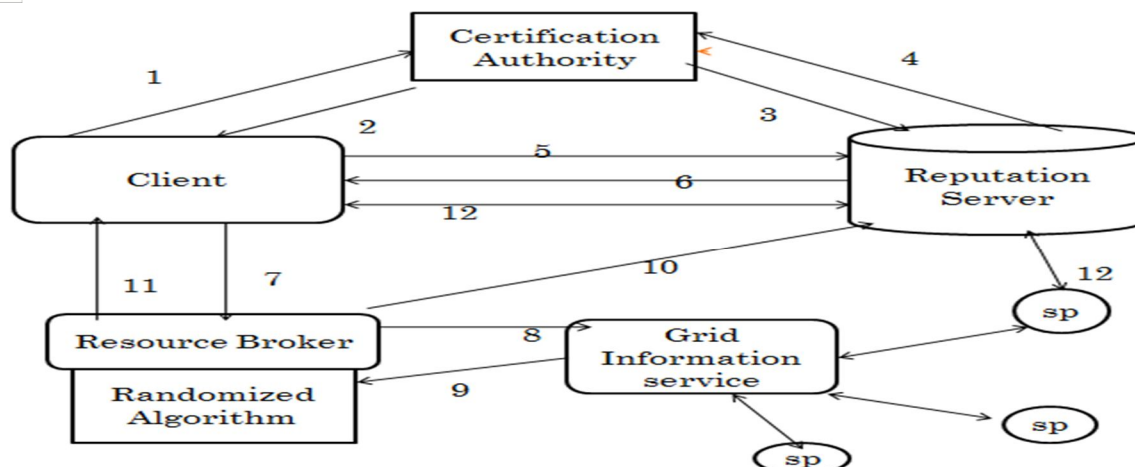 Certification
Authority
1
4
2
3
5
Client
6
Reputation
Server
12
10
11
7
12
sp
Resource Broker
8
Grid
Information
service
9
Randomized
Algorithm
sp
sp